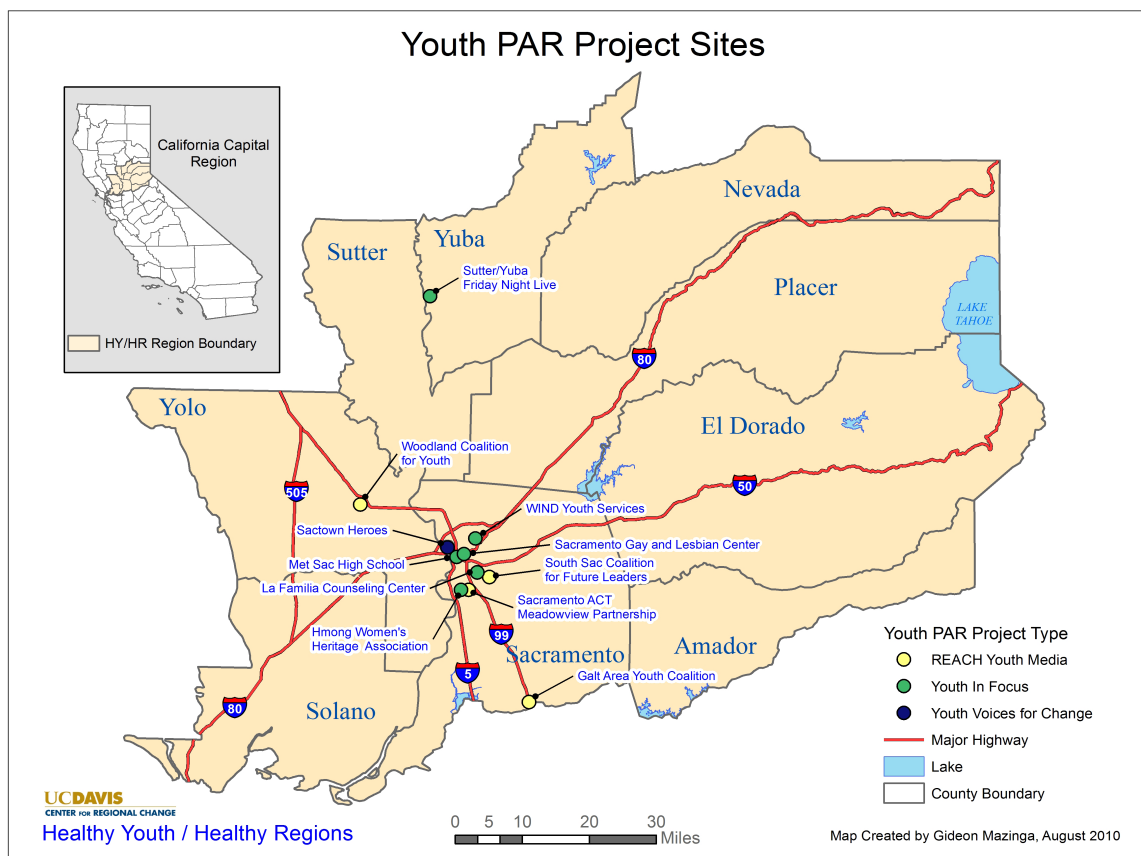 Youth PAR Project Sites
California Capital
Region
HY/HR Region Boundary
Nevada
Sutter
Yuba
Sutter/Yuba
Friday Night Live
Placer
LAKE
TAHOE
80
Yolo
El Dorado
Woodland Coalition
for Youth
505
50
WIND Youth Services
Sactown Heroes
Sacramento Gay and Lesbian Center
Met Sac High School
South Sac Coalition
for Future Leaders
La Familia Counseling Center
Sacramento ACT
Meadowview Partnership
Hmong Women's
Heritage Association
99
Sacramento
Amador
5
Galt Area Youth Coalition
80
Solano
Youth PAR Project Type
REACH Youth Media
Youth In Focus
Youth Voices for Change
Major Highway
Lake
County Boundary
UCDAVIS
CENTER FOR REGIONAL CHANGE
Healthy Youth / Healthy Regions
0 3 5 10 20 30
Miles
Map Created by Gideon Mazinga, August 2010